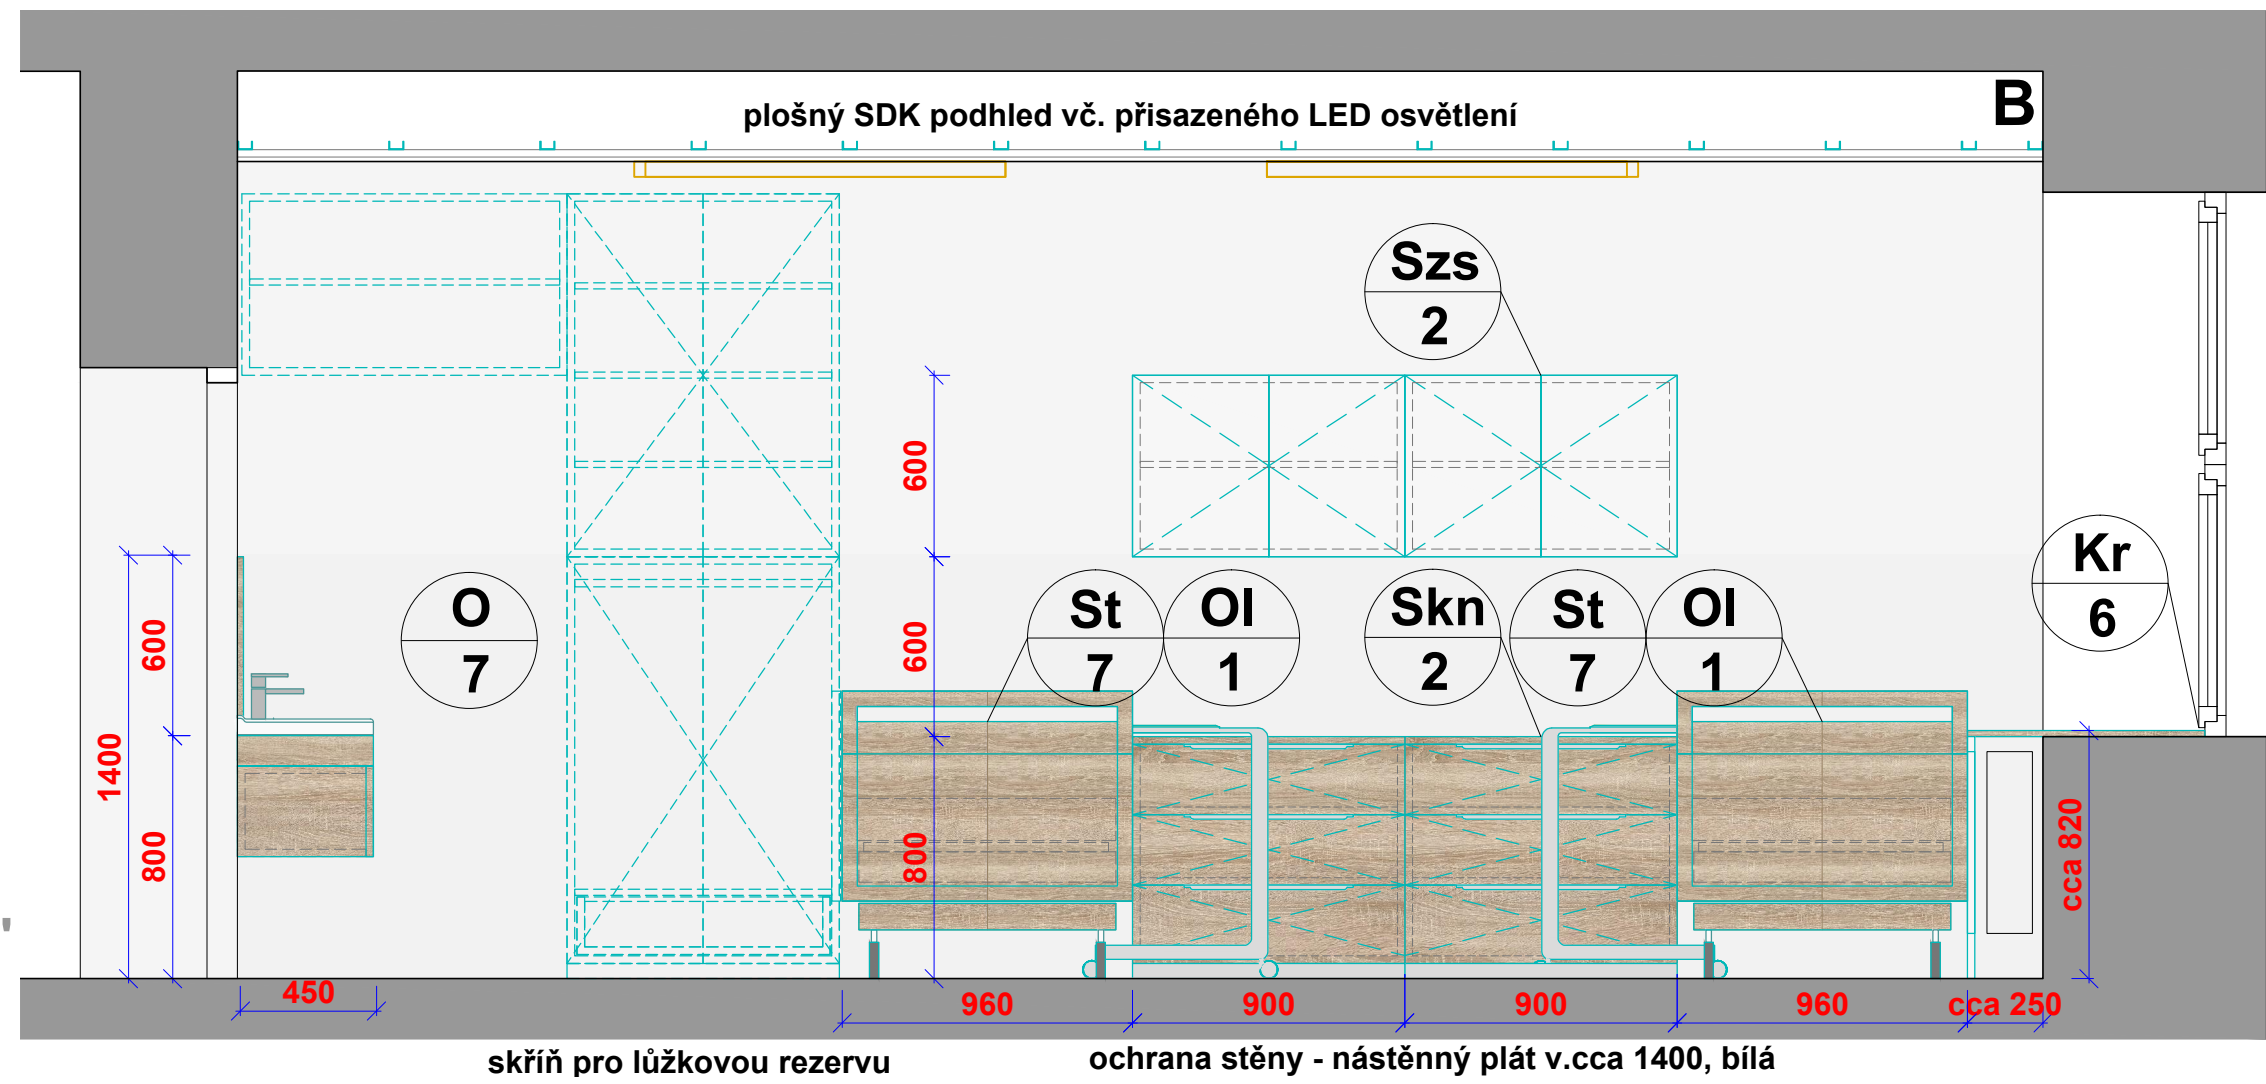 plošný SDK podhled vč. přisazeného LED osvětlení
B
Szs
2
600
Kr
6
O
7
St
7
Ol
1
Skn
2
St
7
Ol
1
600
600
1400
800
800
cca 820
450
960
900
900
960
cca 250
skříň pro lůžkovou rezervu
ochrana stěny - nástěnný plát v.cca 1400, bílá